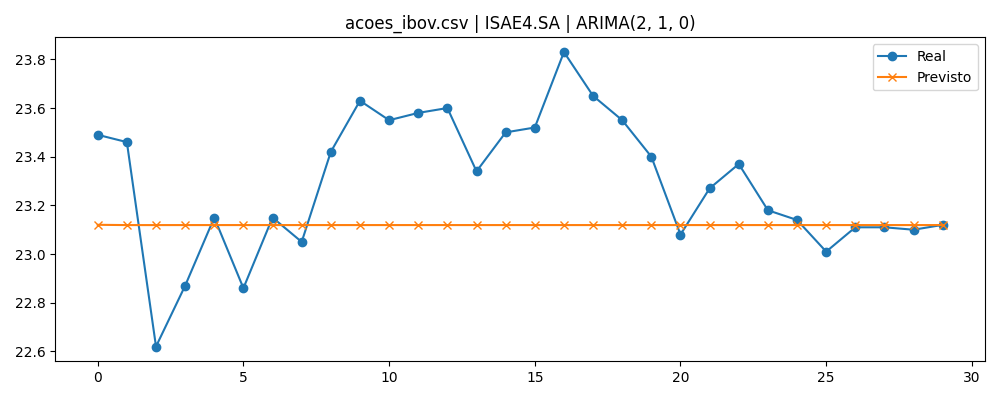 acoes_ibov.csv | ISAE4.SA | ARIMA(2, 1, 0)
Real
Previsto
23.8
23.6
23.4
23.2
23.0
22.8
22.6
0 5 10 15 20 25 30